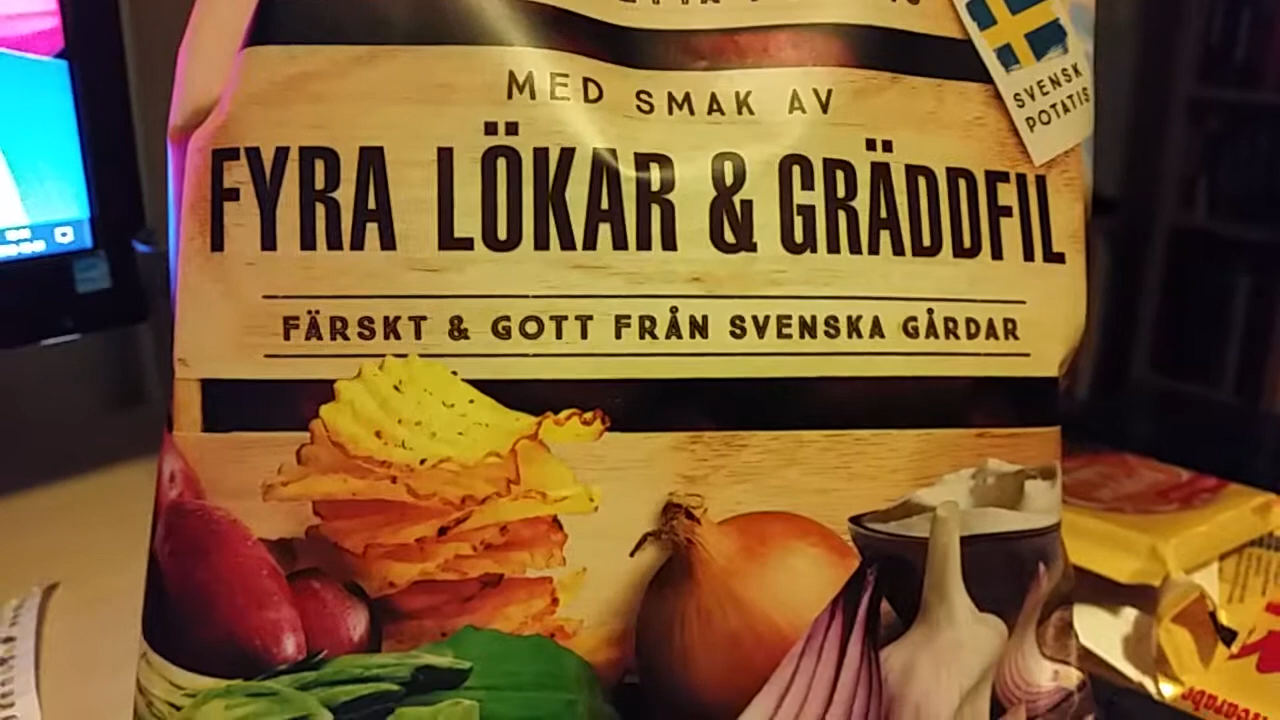 SVENSK
POTATIS
MED SMAK AV
FYRA LÖKAR & GRÄDDFIL
FÄRSKT & GOTT FRÅN SVENSKA GÅRDAR